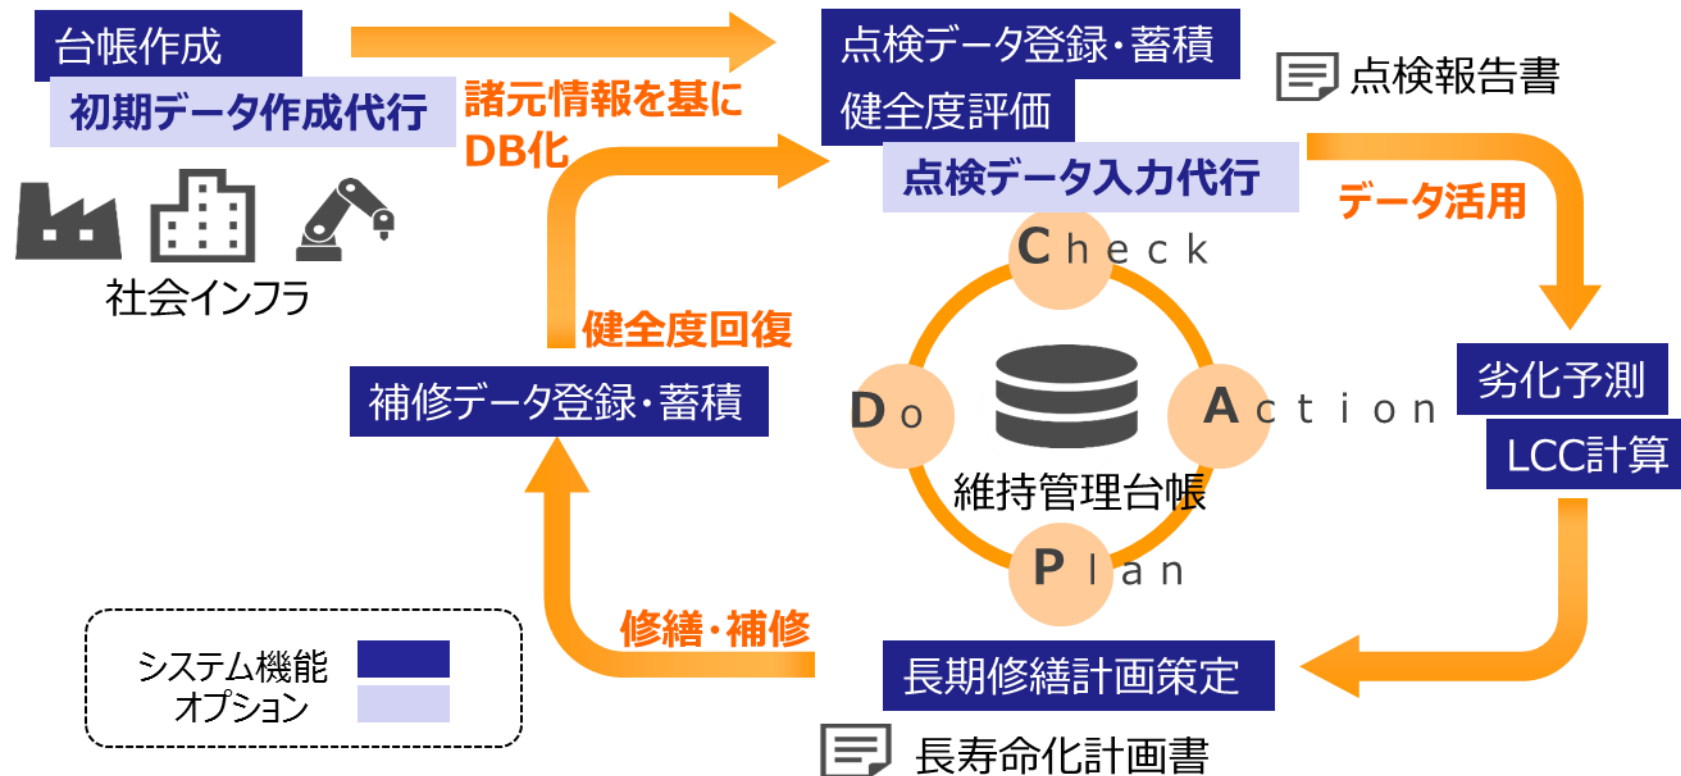 台帳作成
初期データ作成代行
諸元情報を基に
DB化
点検データ登録・蓄積
健全度評価
点検データ入力代行
点検報告書
データ活用
社会インフラ
健全度回復
補修データ登録・蓄積
Check
Do
Action
Plan
維持管理台帳
劣化予測
LCC計算
修繕・補修
長期修繕計画策定
長寿命化計画書
システム機能
オプション